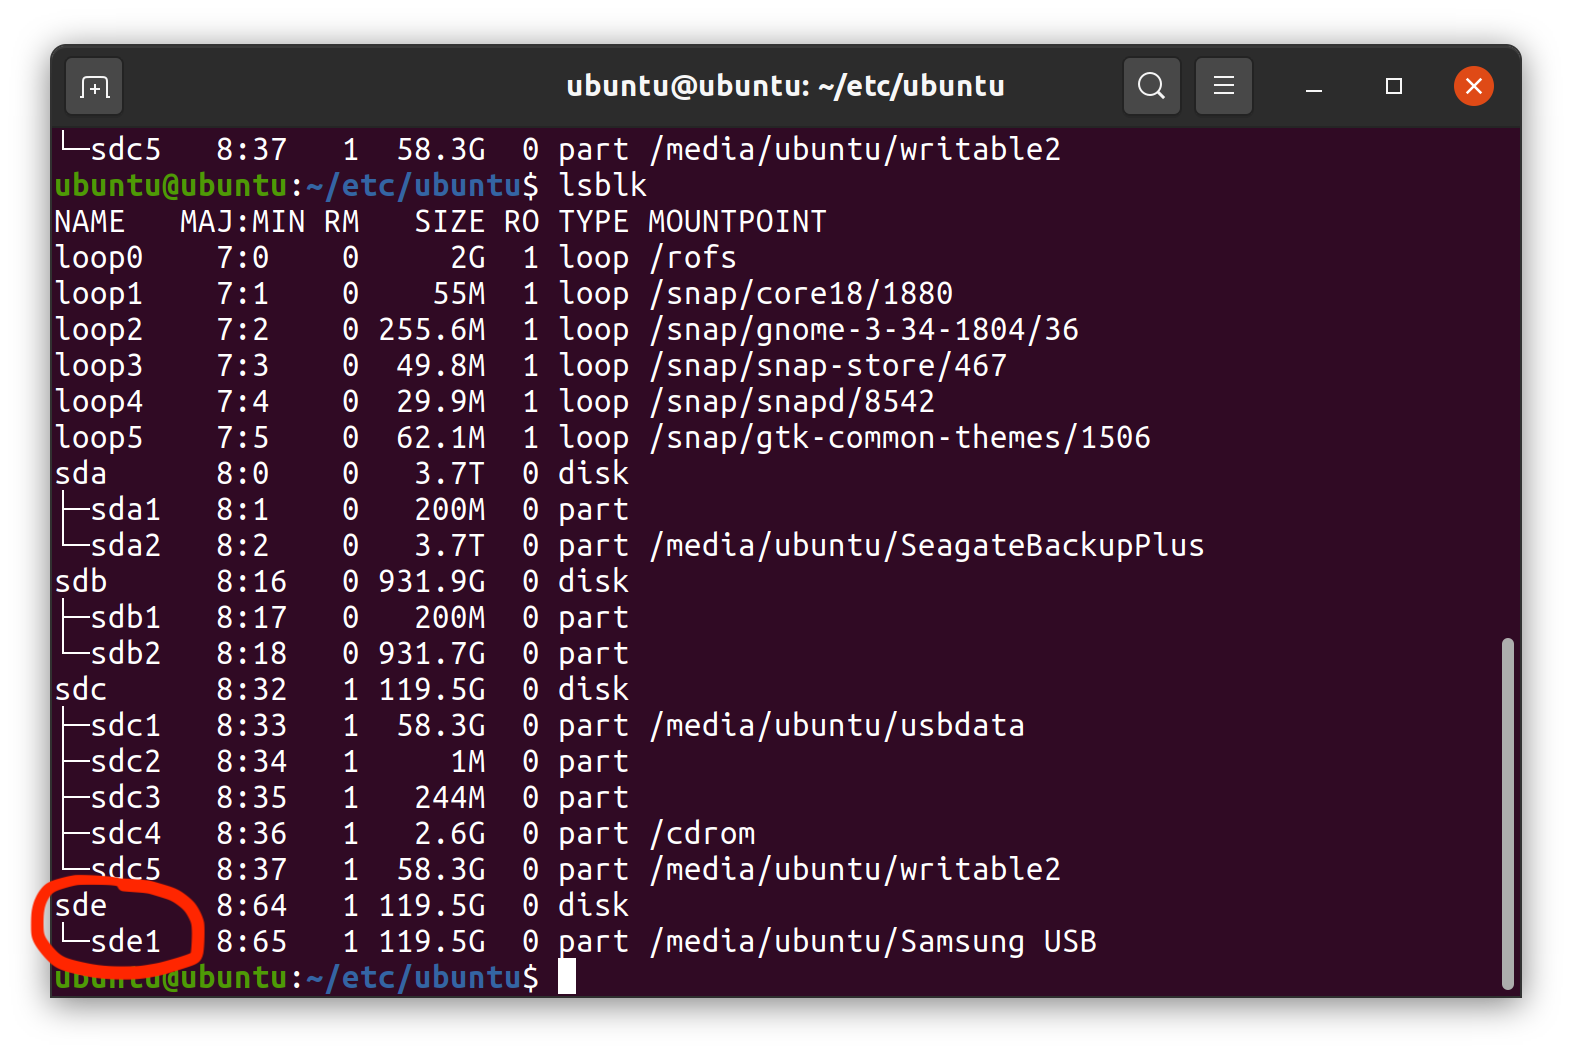 ubuntu@ubuntu: ~/etc/ubuntu
└─sdc5   8:37   1  58.3G  0 part /media/ubuntu/writable2
ubuntu@ubuntu:~/etc/ubuntu$ lsblk
NAME   MAJ:MIN RM   SIZE RO TYPE MOUNTPOINT
loop0    7:0    0     2G  1 loop /rofs
loop1    7:1    0    55M  1 loop /snap/core18/1880
loop2    7:2    0 255.6M  1 loop /snap/gnome-3-34-1804/36
loop3    7:3    0  49.8M  1 loop /snap/snap-store/467
loop4    7:4    0  29.9M  1 loop /snap/snapd/8542
loop5    7:5    0  62.1M  1 loop /snap/gtk-common-themes/1506
sda      8:0    0   3.7T  0 disk
├─sda1   8:1    0   200M  0 part
└─sda2   8:2    0   3.7T  0 part /media/ubuntu/SeagateBackupPlus
sdb      8:16   0 931.9G  0 disk
├─sdb1   8:17   0   200M  0 part
└─sdb2   8:18   0 931.7G  0 part
sdc      8:32   1 119.5G  0 disk
├─sdc1   8:33   1  58.3G  0 part /media/ubuntu/usbdata
├─sdc2   8:34   1     1M  0 part
├─sdc3   8:35   1   244M  0 part
├─sdc4   8:36   1   2.6G  0 part /cdrom
└─sdc5   8:37   1  58.3G  0 part /media/ubuntu/writable2
sde      8:64   1 119.5G  0 disk
└─sde1   8:65   1 119.5G  0 part /media/ubuntu/Samsung USB
ubuntu@ubuntu:~/etc/ubuntu$